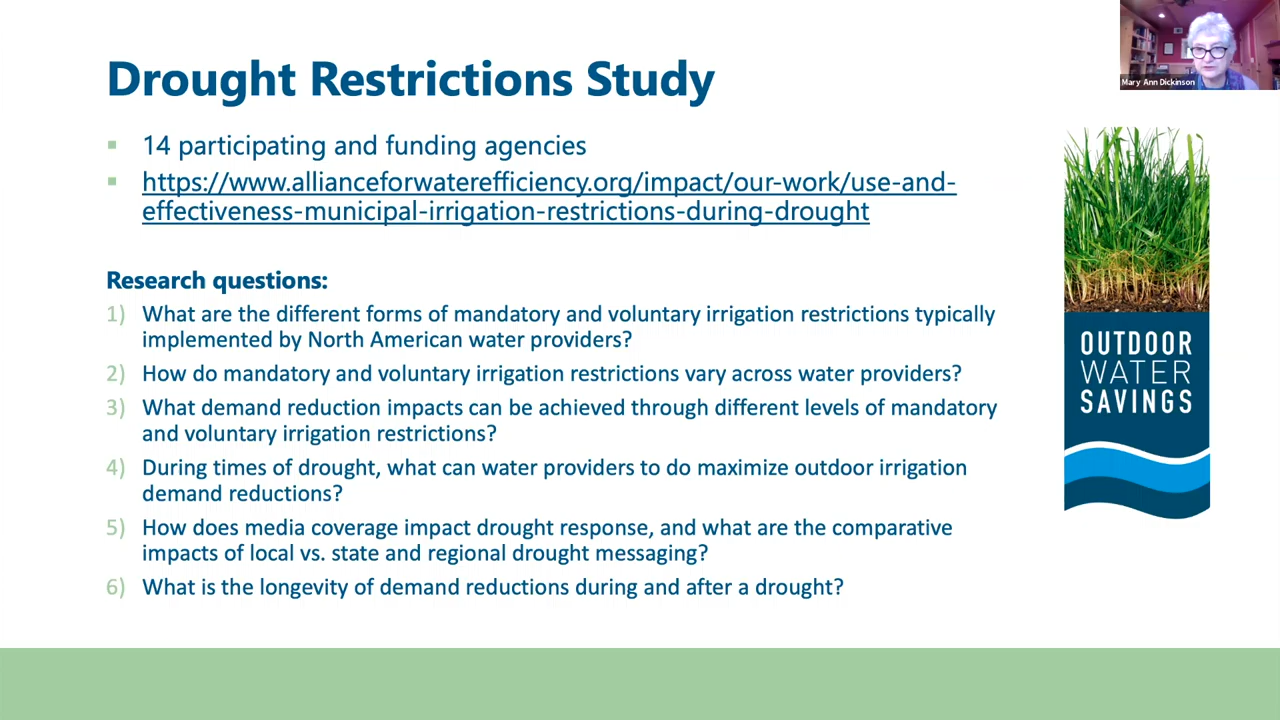 Drought Restrictions Study
Mary Ann Dickinson
▪ 14 participating and funding agencies
▪ https://www.allianceforwaterefficiency.org/impact/our-work/use-and-
effectiveness-municipal-irrigation-restrictions-during-drought
Research questions:
1) What are the different forms of mandatory and voluntary irrigation restrictions typically
implemented by North American water providers?
2) How do mandatory and voluntary irrigation restrictions vary across water providers?
3) What demand reduction impacts can be achieved through different levels of mandatory
and voluntary irrigation restrictions?
4) During times of drought, what can water providers to do maximize outdoor irrigation
demand reductions?
5) How does media coverage impact drought response, and what are the comparative
impacts of local vs. state and regional drought messaging?
6) What is the longevity of demand reductions during and after a drought?
OUTDOOR
WATER
SAVINGS